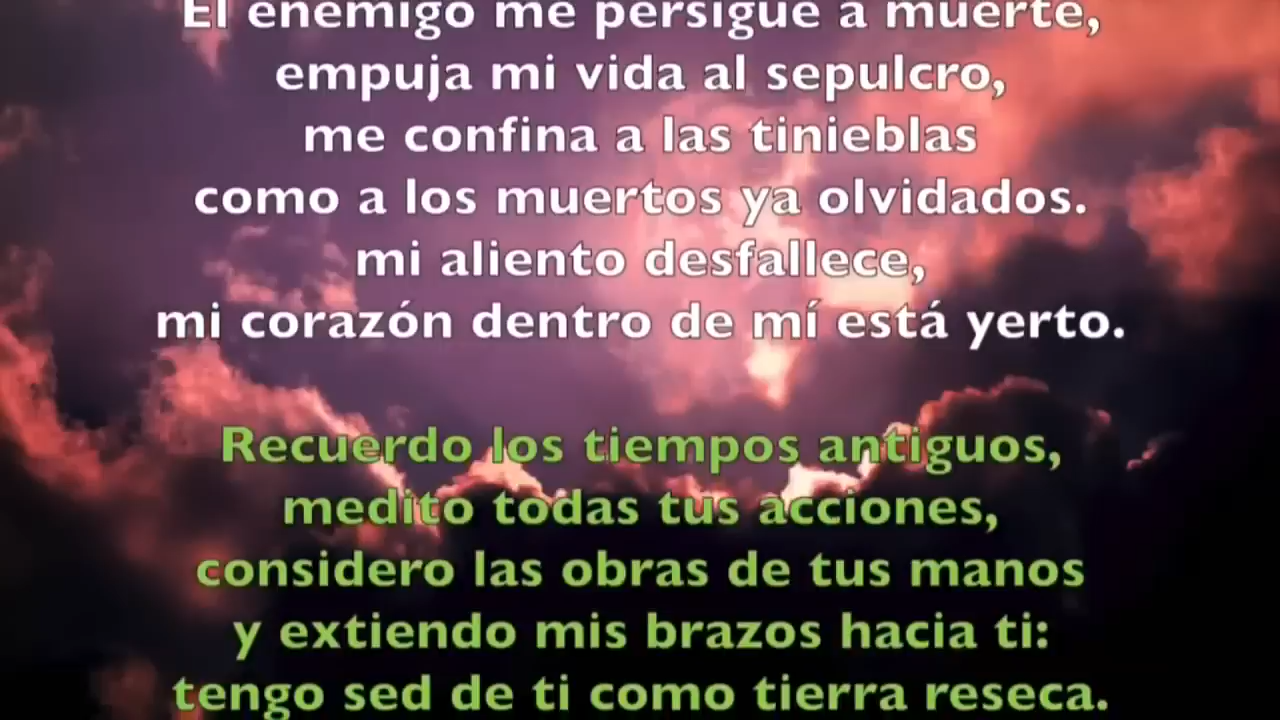 El enemigo me persigue a muerte,
empuja mi vida al sepulcro,
me confina a las tinieblas
como a los muertos ya olvidados.
mi aliento desfallece,
mi corazón dentro de mí está yerto.
Recuerdo los tiempos antiguos,
medito todas tus acciones,
considero las obras de tus manos
y extiendo mis brazos hacia ti:
tengo sed de ti como tierra reseca.